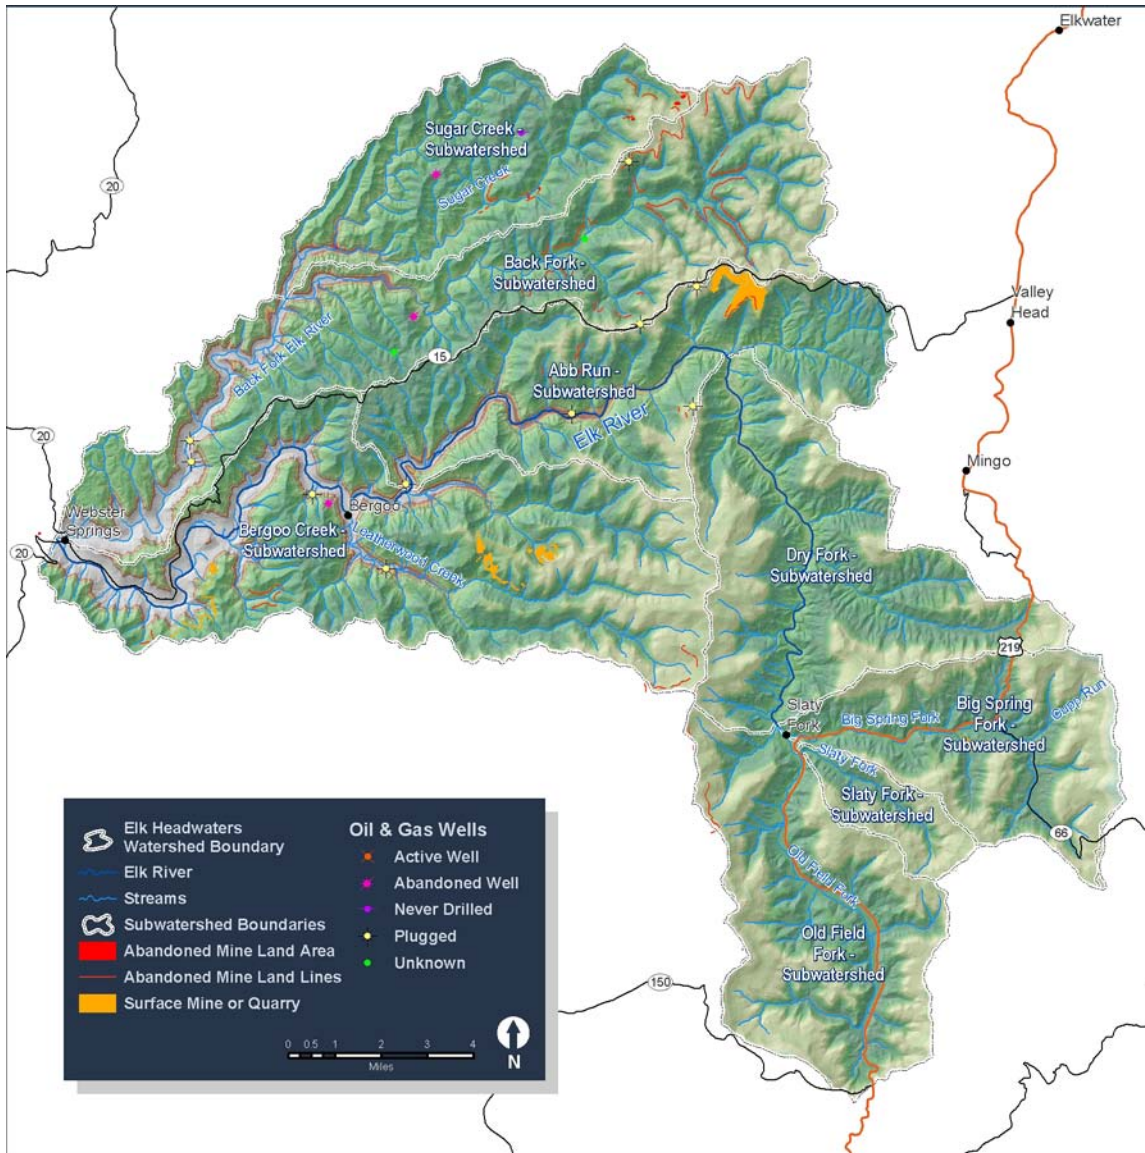 Elkwater
20
Sugar Creek -
Subwatershed
Sugar Creek
Back Fork -
Subwatershed
Valley
Head
Back Fork Elk River
15
Abb Run -
Subwatershed
Elk River
20
Mingo
Webster
Springs
Bergoo
20
Bergoo Creek -
Subwatershed
Leatherwood Creek
Dry Fork -
Subwatershed
219
Slaty
Fork
Big Spring Fork
Big Spring
Fork -
Subwatershed
Cupp Run
Slaty Fork
Slaty Fork -
Subwatershed
66
Old Field Fork
Old Field
Fork -
Subwatershed
150
Elk Headwaters
Watershed Boundary
Elk River
Streams
Subwatershed Boundaries
Abandoned Mine Land Area
Abandoned Mine Land Lines
Surface Mine or Quarry
Oil & Gas Wells
Active Well
Abandoned Well
Never Drilled
Plugged
Unknown
0 0.5 1 2 3 4
Miles
N